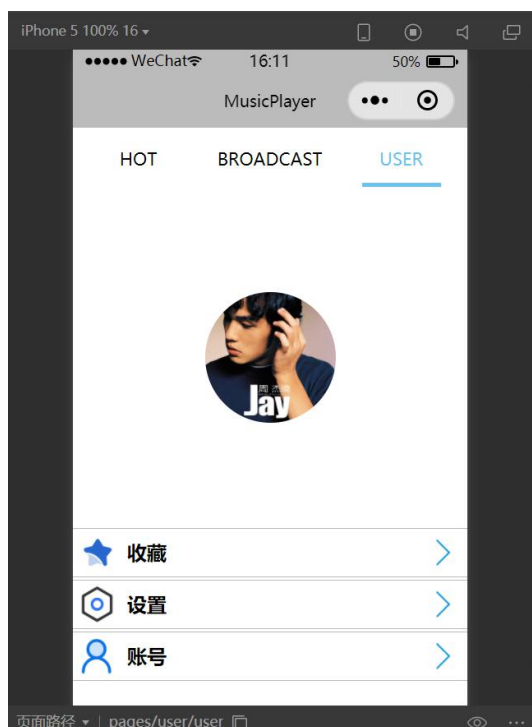 iPhone 5 100% 16
WeChat 16:11 50%
MusicPlayer
HOT BROADCAST USER
Jay
收藏
设置
账号
页面路径 | pages/user/user